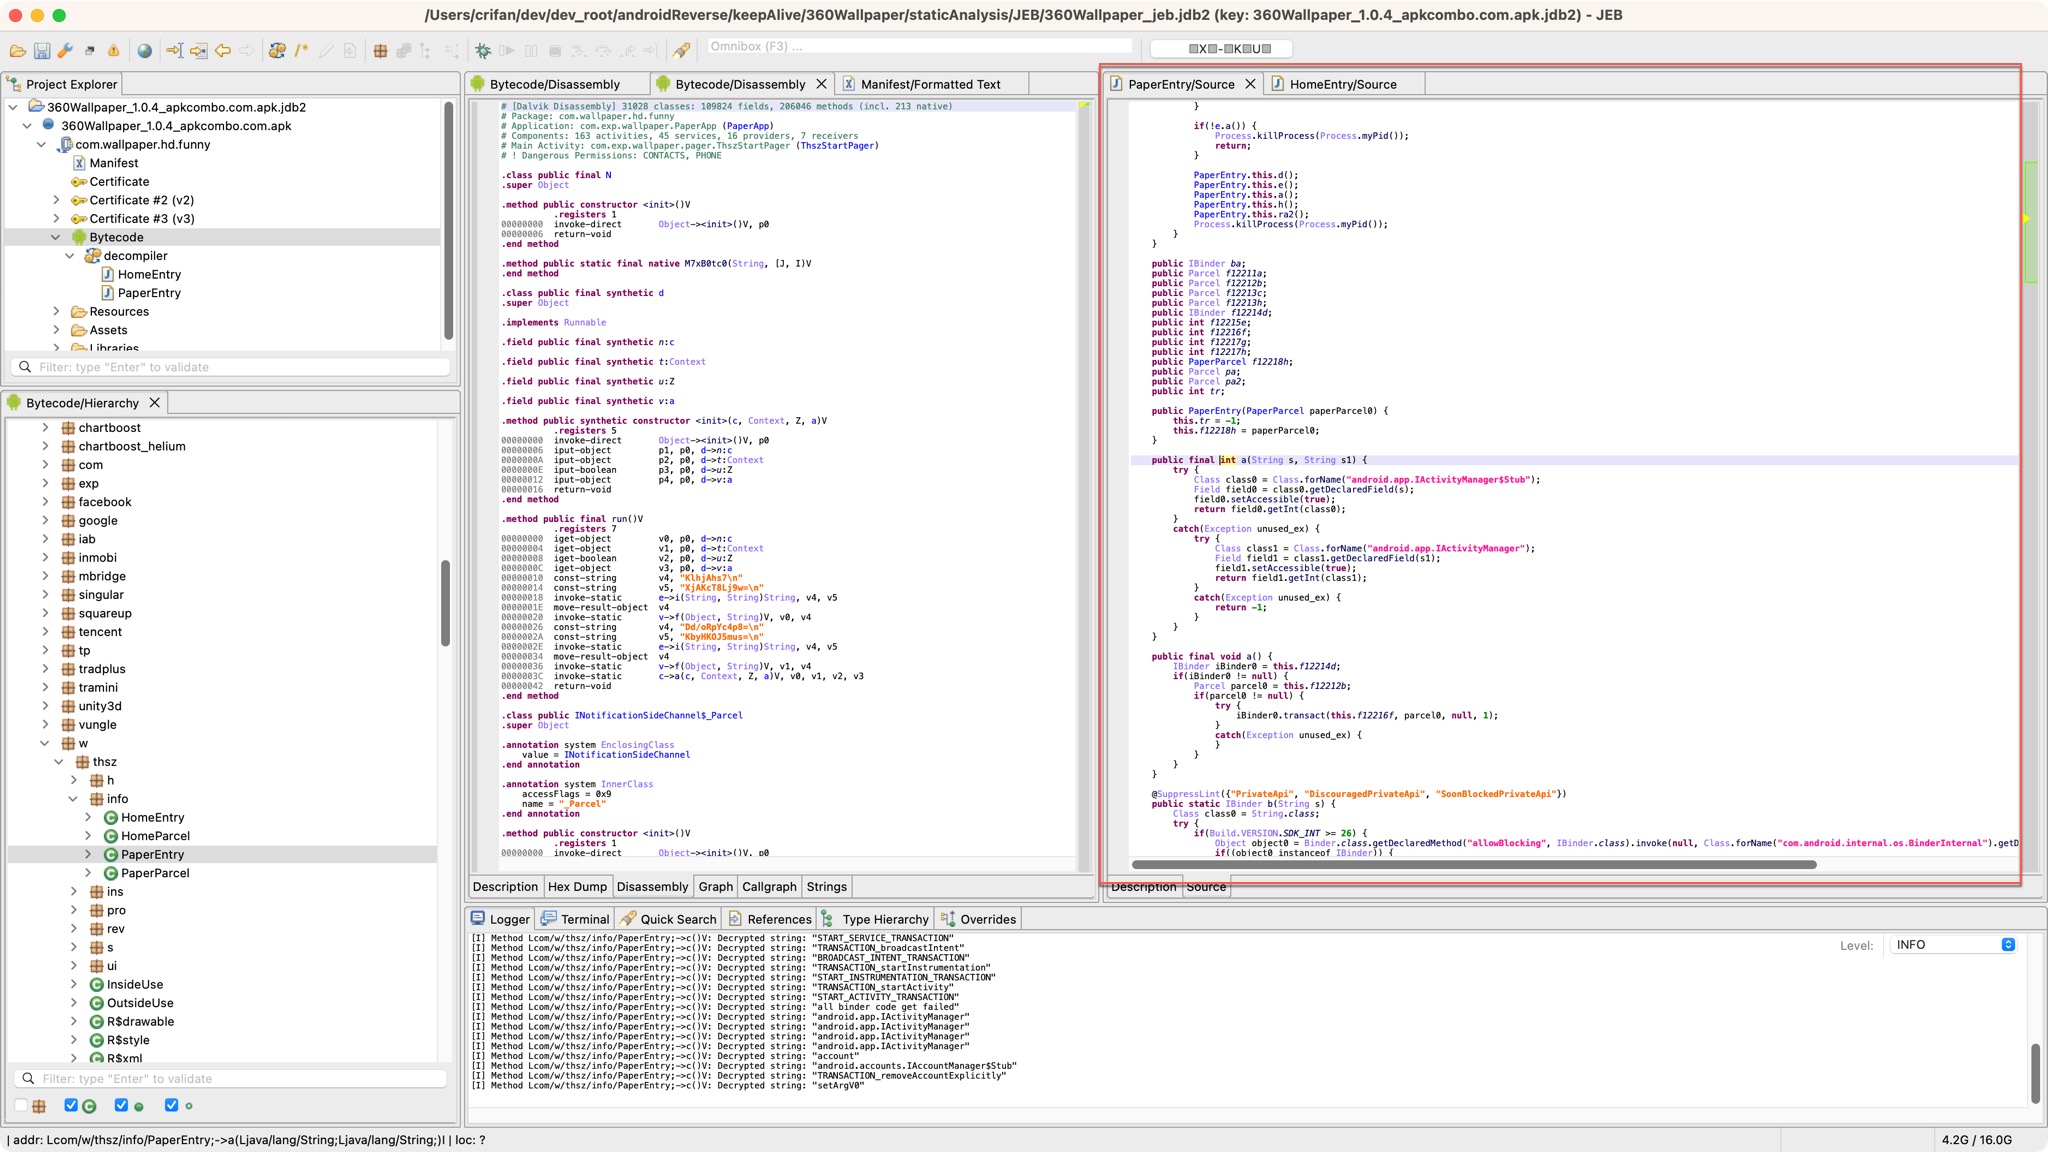 /Users/crifan/dev/dev_root/androidReverse/keepAlive/360Wallpaper/staticAnalysis/JEB/360Wallpaper_jeb.jdb2 (key: 360Wallpaper_1.0.4_apkcombo.com.apk.jdb2) - JEB
Omnibox (F3) ...
Project Explorer
360Wallpaper_1.0.4_apkcombo.com.apk.jdb2
360Wallpaper_1.0.4_apkcombo.com.apk
com.wallpaper.hd.funny
Manifest
Certificate
Certificate #2 (v2)
Certificate #3 (v3)
Bytecode
decompiler
HomeEntry
PaperEntry
Resources
Assets
Libraries
Filter: type "Enter" to validate
Bytecode/Hierarchy
chartboost
chartboost_helium
com
exp
facebook
google
iab
inmobi
mbridge
singular
squareup
tencent
tp
tradplus
tramini
unity3d
vungle
w
thsz
h
info
HomeEntry
HomeParcel
PaperEntry
PaperParcel
ins
pro
rev
s
ui
InsideUse
OutsideUse
R$drawable
R$style
R$xml
Filter: type "Enter" to validate
Bytecode/Disassembly
Bytecode/Disassembly
Manifest/Formatted Text
# [Dalvik Disassembly] 31028 classes: 109824 fields, 206046 methods (incl. 213 native)
# Package: com.wallpaper.hd.funny
# Application: com.exp.wallpaper.PaperApp (PaperApp)
# Components: 163 activities, 45 services, 16 providers, 7 receivers
# Main Activity: com.exp.wallpaper.pager.ThszStartPager (ThszStartPager)
# ! Dangerous Permissions: CONTACTS, PHONE
.class public final N
.super Object
.method public constructor <init>()V
.registers 1
00000000 invoke-direct Object-><init>()V, p0
00000006 return-void
.end method
.method public static final native M7xB0tc0(String, [J, I)V
.end method
.class public final synthetic d
.super Object
.implements Runnable
.field public final synthetic n:c
.field public final synthetic t:Context
.field public final synthetic u:Z
.field public final synthetic v:a
.method public synthetic constructor <init>(c, Context, Z, a)V
.registers 5
00000000 invoke-direct Object-><init>()V, p0
00000006 iput-object p1, p0, d->n:c
0000000A iput-object p2, p0, d->t:Context
0000000E iput-boolean p3, p0, d->u:Z
00000012 iput-object p4, p0, d->v:a
00000016 return-void
.end method
.method public final run()V
.registers 7
00000000 iget-object v0, p0, d->n:c
00000004 iget-object v1, p0, d->t:Context
00000008 iget-boolean v2, p0, d->u:Z
0000000C iget-object v3, p0, d->v:a
00000010 const-string v4, "KlhjAhs7\n"
00000014 const-string v5, "XjAKcT8Lj9w=\n"
00000018 invoke-static e->i(String, String)String, v4, v5
0000001E move-result-object v4
00000020 invoke-static v->f(Object, String)V, v0, v4
00000026 const-string v4, "Dd/oRpYc4p8=\n"
0000002A const-string v5, "KbyHKOJ5mus=\n"
0000002E invoke-static e->i(String, String)String, v4, v5
00000034 move-result-object v4
00000036 invoke-static v->f(Object, String)V, v1, v4
0000003C invoke-static c->a(c, Context, Z, a)V, v0, v1, v2, v3
00000042 return-void
.end method
.class public INotificationSideChannel$_Parcel
.super Object
.annotation system EnclosingClass
value = INotificationSideChannel
.end annotation
.annotation system InnerClass
accessFlags = 0x9
name = "_Parcel"
.end annotation
.method public constructor <init>()V
.registers 1
00000000 invoke-direct Object-><init>()V, p0
Description Hex Dump Disassembly Graph Callgraph Strings
PaperEntry/Source
HomeEntry/Source
}
if(!e.a()) {
Process.killProcess(Process.myPid());
return;
}
PaperEntry.this.d();
PaperEntry.this.e();
PaperEntry.this.a();
PaperEntry.this.h();
PaperEntry.this.ra2();
Process.killProcess(Process.myPid());
}
}
public IBinder ba;
public Parcel f12211a;
public Parcel f12212b;
public Parcel f12213c;
public Parcel f12213h;
public IBinder f12214d;
public int f12215e;
public int f12216f;
public int f12217g;
public int f12217h;
public PaperParcel f12218h;
public Parcel pa;
public Parcel pa2;
public int tr;
public PaperEntry(PaperParcel paperParcel0) {
this.tr = -1;
this.f12218h = paperParcel0;
}
public final int a(String s, String s1) {
try {
Class class0 = Class.forName("android.app.IActivityManager$Stub");
Field field0 = class0.getDeclaredField(s);
field0.setAccessible(true);
return field0.getInt(class0);
}
catch(Exception unused_ex) {
try {
Class class1 = Class.forName("android.app.IActivityManager");
Field field1 = class1.getDeclaredField(s1);
field1.setAccessible(true);
return field1.getInt(class1);
}
catch(Exception unused_ex) {
return -1;
}
}
}
public final void a() {
IBinder iBinder0 = this.f12214d;
if(iBinder0 != null) {
Parcel parcel0 = this.f12212b;
if(parcel0 != null) {
try {
iBinder0.transact(this.f12216f, parcel0, null, 1);
}
catch(Exception unused_ex) {
}
}
}
}
@SuppressLint({"PrivateApi", "DiscouragedPrivateApi", "SoonBlockedPrivateApi"})
public static IBinder b(String s) {
Class class0 = String.class;
try {
if(Build.VERSION.SDK_INT >= 26) {
Object object0 = Binder.class.getDeclaredMethod("allowBlocking", IBinder.class).invoke(null, Class.forName("com.android.internal.os.BinderInternal").getD
if((object0 instanceof IBinder)) {
Description Source
Logger Terminal Quick Search References Type Hierarchy Overrides
[I] Method Lcom/w/thsz/info/PaperEntry;->c()V: Decrypted string: "START_SERVICE_TRANSACTION"
[I] Method Lcom/w/thsz/info/PaperEntry;->c()V: Decrypted string: "TRANSACTION_broadcastIntent"
[I] Method Lcom/w/thsz/info/PaperEntry;->c()V: Decrypted string: "BROADCAST_INTENT_TRANSACTION"
[I] Method Lcom/w/thsz/info/PaperEntry;->c()V: Decrypted string: "TRANSACTION_startInstrumentation"
[I] Method Lcom/w/thsz/info/PaperEntry;->c()V: Decrypted string: "START_INSTRUMENTATION_TRANSACTION"
[I] Method Lcom/w/thsz/info/PaperEntry;->c()V: Decrypted string: "TRANSACTION_startActivity"
[I] Method Lcom/w/thsz/info/PaperEntry;->c()V: Decrypted string: "START_ACTIVITY_TRANSACTION"
[I] Method Lcom/w/thsz/info/PaperEntry;->c()V: Decrypted string: "all binder code get failed"
[I] Method Lcom/w/thsz/info/PaperEntry;->c()V: Decrypted string: "android.app.IActivityManager"
[I] Method Lcom/w/thsz/info/PaperEntry;->c()V: Decrypted string: "android.app.IActivityManager"
[I] Method Lcom/w/thsz/info/PaperEntry;->c()V: Decrypted string: "android.app.IActivityManager"
[I] Method Lcom/w/thsz/info/PaperEntry;->c()V: Decrypted string: "android.app.IActivityManager"
[I] Method Lcom/w/thsz/info/PaperEntry;->c()V: Decrypted string: "account"
[I] Method Lcom/w/thsz/info/PaperEntry;->c()V: Decrypted string: "android.accounts.IAccountManager$Stub"
[I] Method Lcom/w/thsz/info/PaperEntry;->c()V: Decrypted string: "TRANSACTION_removeAccountExplicitly"
[I] Method Lcom/w/thsz/info/PaperEntry;->c()V: Decrypted string: "setArgV0"
Level: INFO
| addr: Lcom/w/thsz/info/PaperEntry;->a(Ljava/lang/String;Ljava/lang/String;)I | loc: ?
4.2G / 16.0G